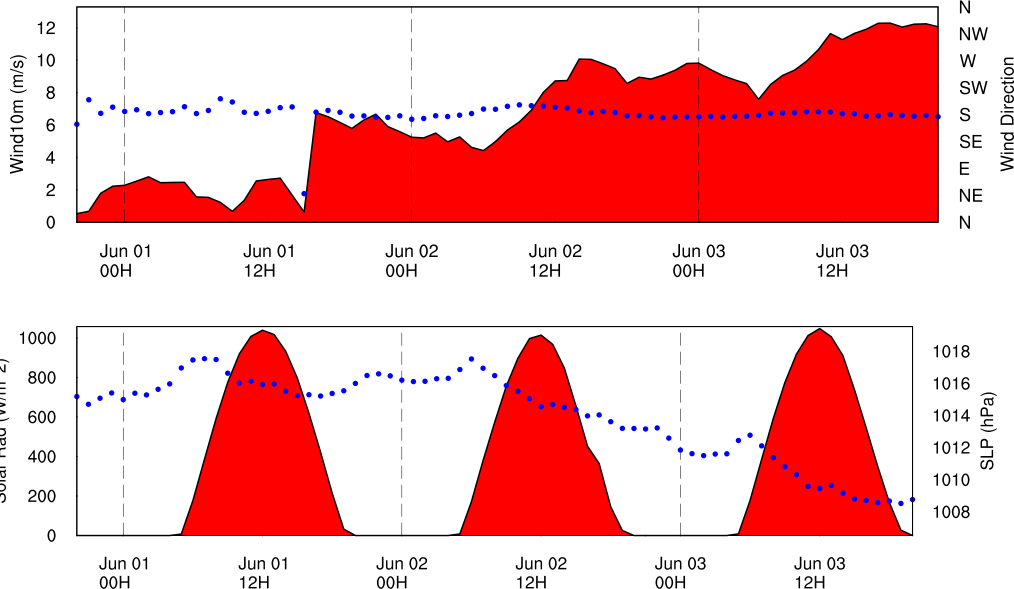 N
12
NW
10
W
8
SW
6
S
4
SE
E
2
NE
0
N
Wind10m (m/s)
Wind Direction
Jun 01
00H
Jun 01
12H
Jun 02
00H
Jun 02
12H
Jun 03
00H
Jun 03
12H
1000
1018
800
1016
600
1014
400
1012
200
1010
0
1008
Solar Rad (W/m^2)
SLP (hPa)
Jun 01
00H
Jun 01
12H
Jun 02
00H
Jun 02
12H
Jun 03
00H
Jun 03
12H